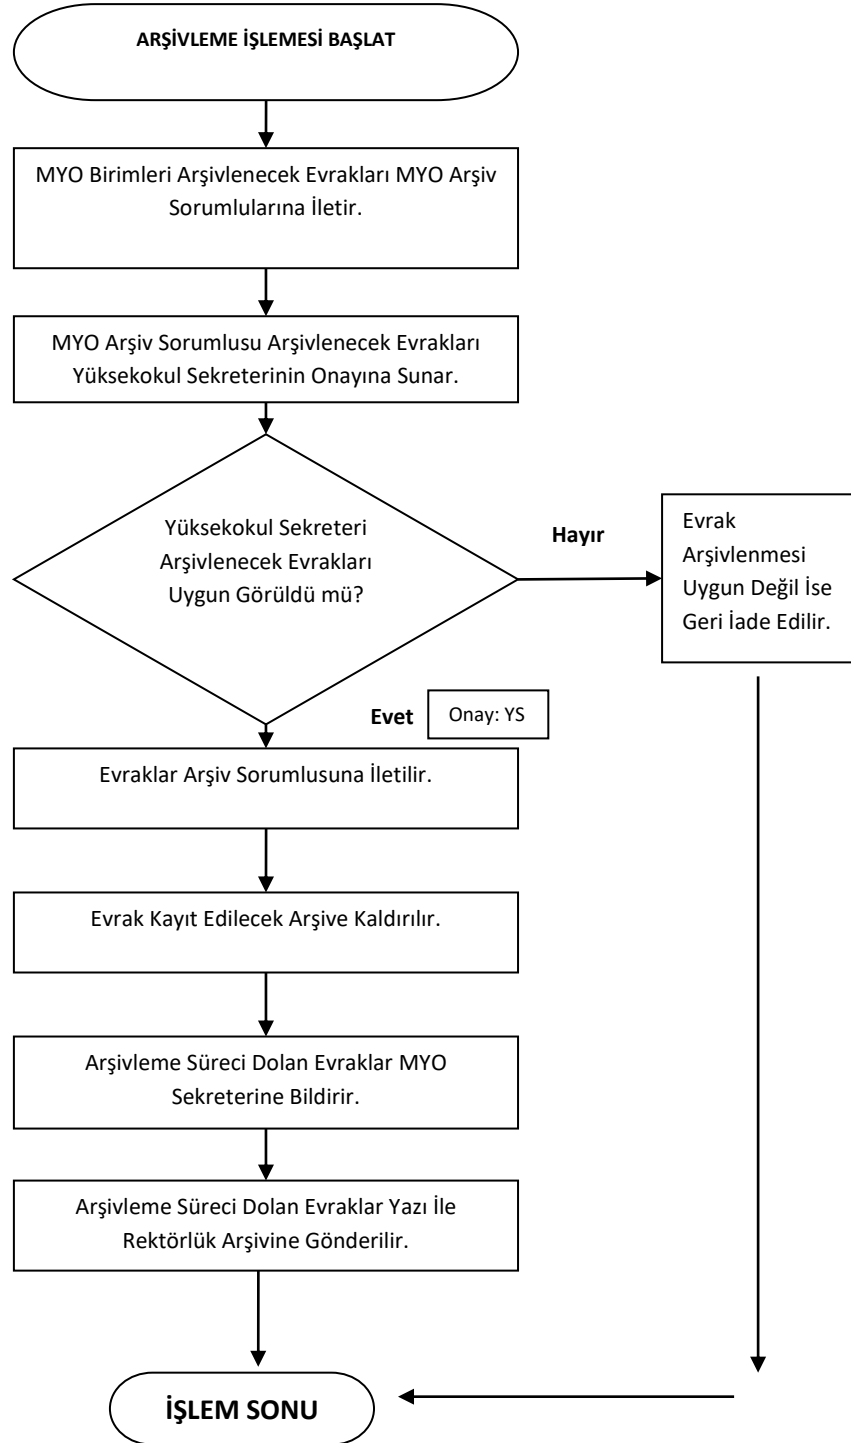 ARŞİVLEME İŞLEMESİ BAŞLAT
MYO Birimleri Arşivlenecek Evrakları MYO Arşiv
Sorumlularına İletir.
MYO Arşiv Sorumlusu Arşivlenecek Evrakları
Yüksekokul Sekreterinin Onayına Sunar.
Yüksekokul Sekreteri
Arşivlenecek Evrakları
Uygun Görüldü mü?
Hayır
Evrak
Arşivlenmesi
Uygun Değil İse
Geri İade Edilir.
Evet
Onay: YS
Evraklar Arşiv Sorumlusuna İletilir.
Evrak Kayıt Edilecek Arşive Kaldırılır.
Arşivleme Süreci Dolan Evraklar MYO
Sekreterine Bildirir.
Arşivleme Süreci Dolan Evraklar Yazı İle
Rektörlük Arşivine Gönderilir.
İŞLEM SONU